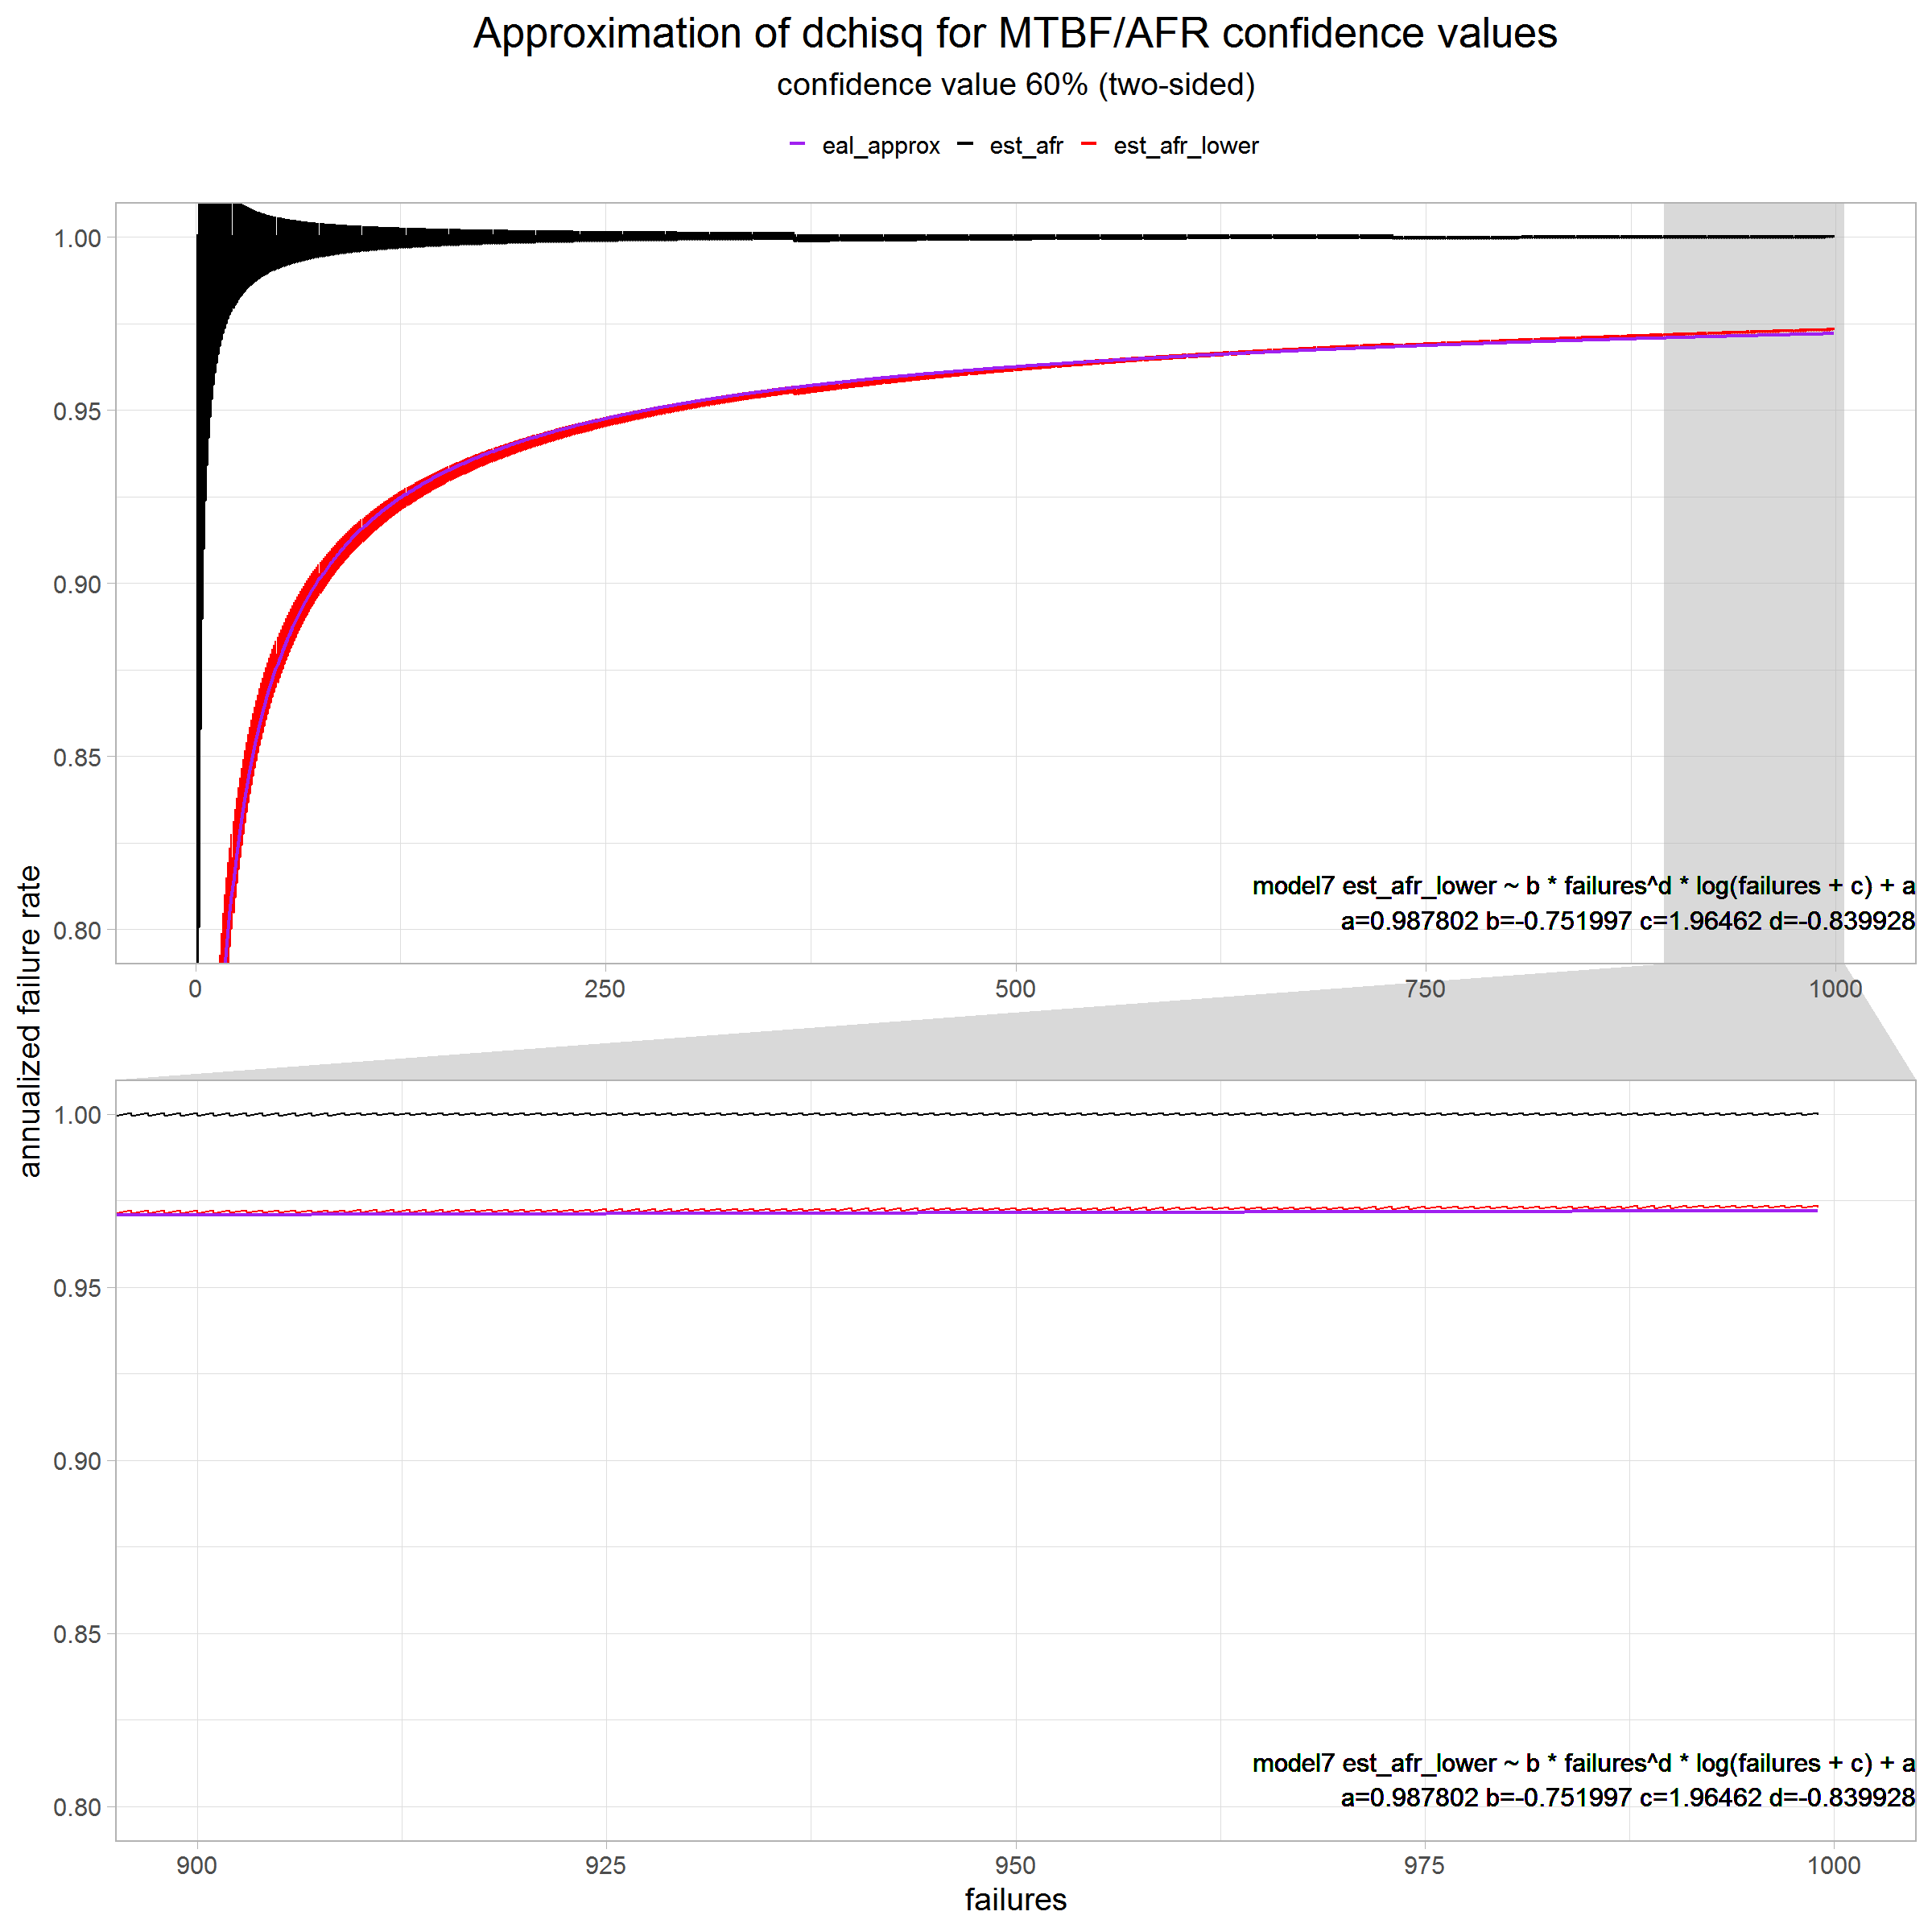 Approximation of dchisq for MTBF/AFR confidence values
confidence value 60% (two-sided)
eal_approx est_afr est_afr_lower
annualized failure rate
1.00
0.95
0.90
0.85
0.80
model7 est_afr_lower ~ b * failures^d * log(failures + c) + a
a=0.987802 b=-0.751997 c=1.96462 d=-0.839928
0 250 500 750 1000
1.00
0.95
0.90
0.85
0.80
model7 est_afr_lower ~ b * failures^d * log(failures + c) + a
a=0.987802 b=-0.751997 c=1.96462 d=-0.839928
900 925 950 975 1000
failures